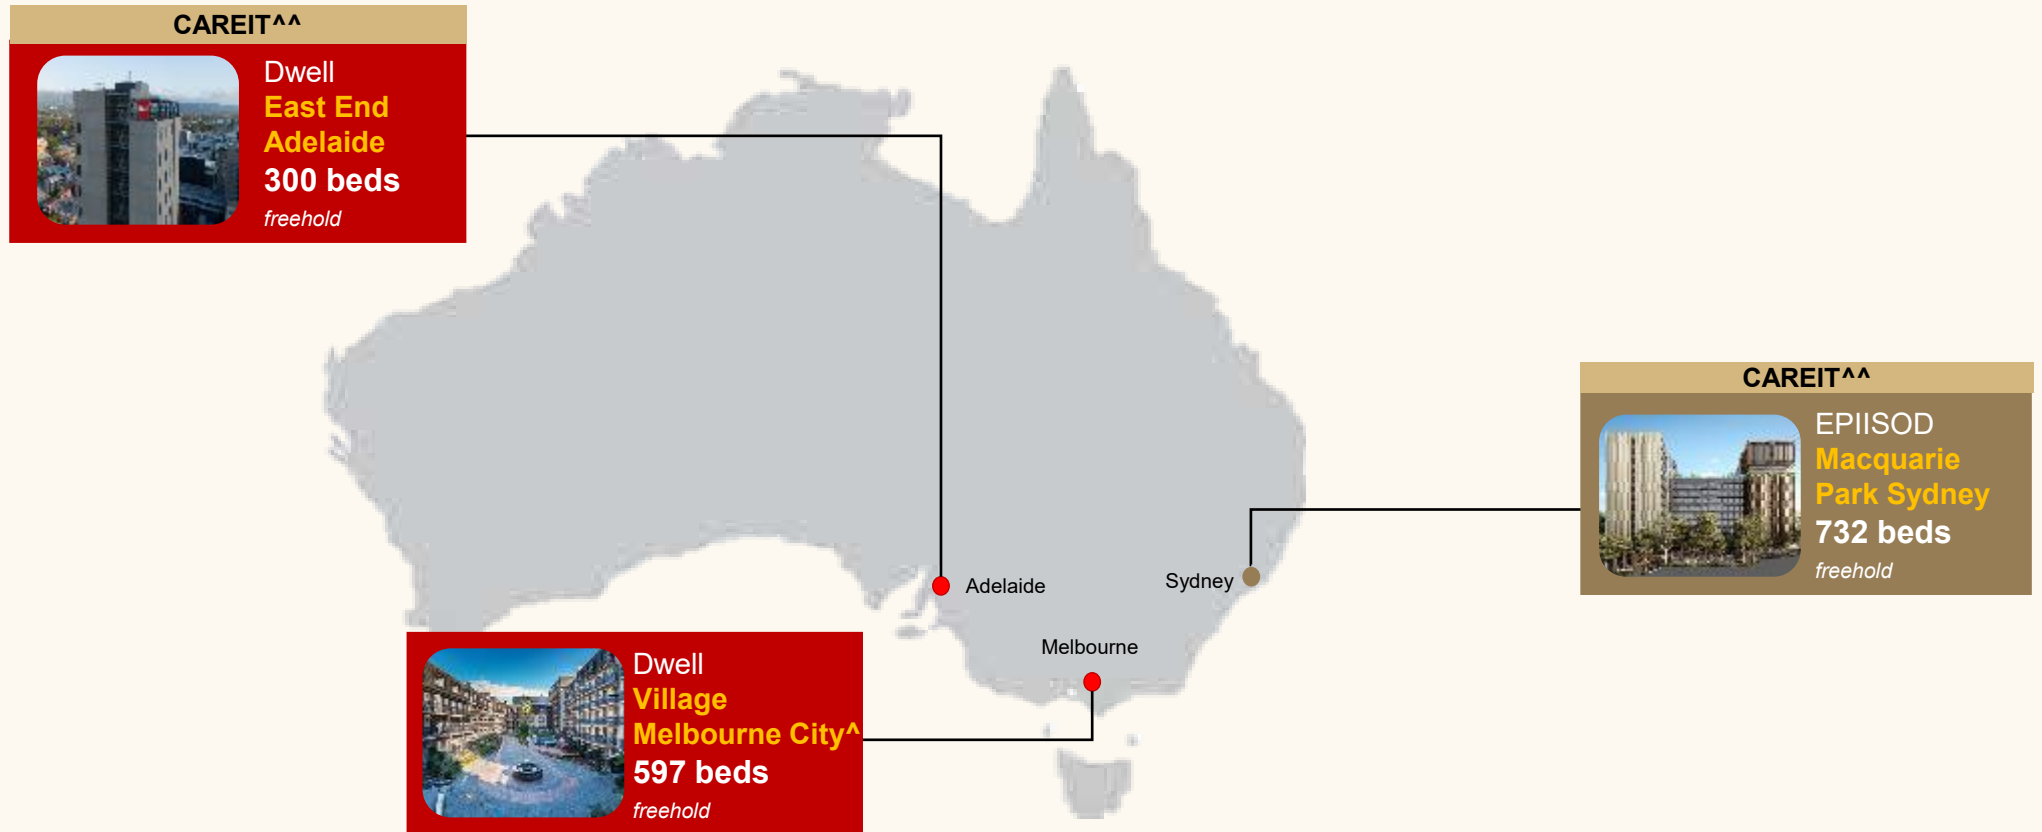 CAREIT^^
Dwell
East End
Adelaide
300 beds
freehold
CAREIT^^
EPIISOD
Macquarie
Park Sydney
732 beds
freehold
Adelaide
Sydney
Melbourne
Dwell
Village
Melbourne City^
597 beds
freehold